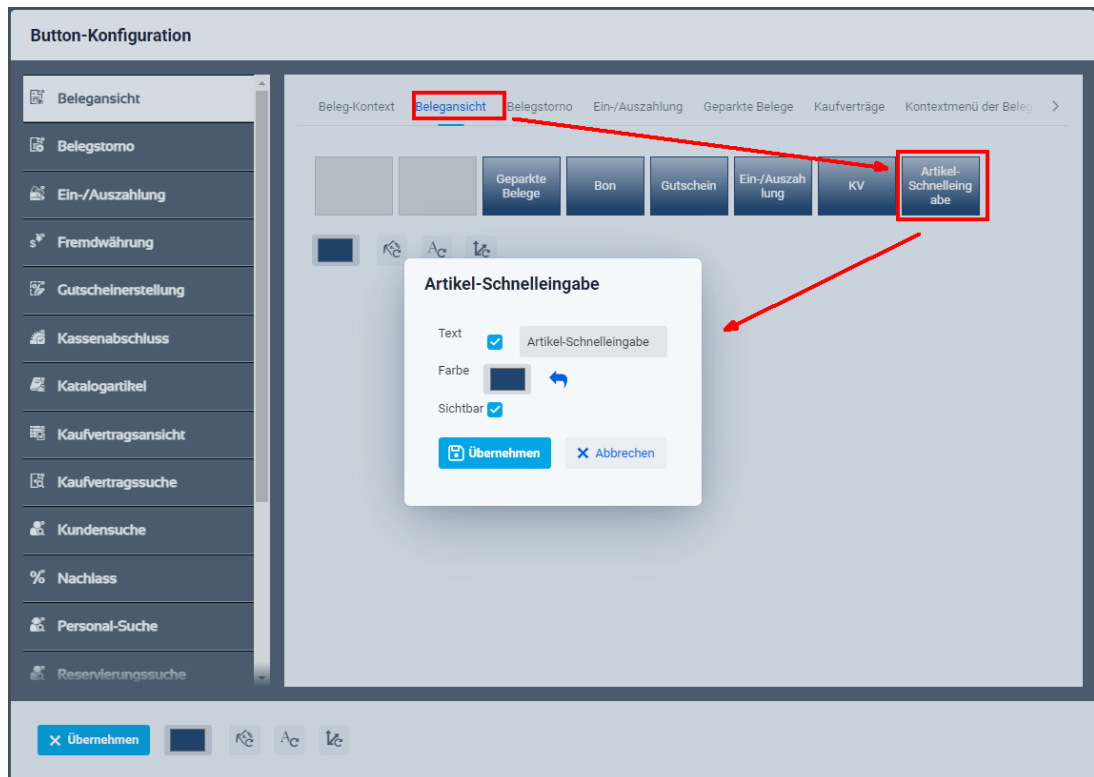 Button-Konfiguration
Belegansicht
Belegstorno
Ein-/Auszahlung
Fremdwährung
Gutscheinerstellung
Kassenabschluss
Katalogartikel
Kaufvertragsansicht
Kaufvertragssuche
Kundensuche
Nachlass
Personal-Suche
Reservierungssuche
Beleg-Kontext Belegansicht Belegstorno Ein-/Auszahlung Geparkte Belege Kaufverträge Kontextmenü der Beleg
Geparkte
Belege
Bon
Gutschein
Ein-/Auszah
lung
KV
Artikel-
Schnelleing
abe
Artikel-Schnelleingabe
Text Artikel-Schnelleingabe
Farbe
Sichtbar
Übernehmen Abbrechen
Übernehmen